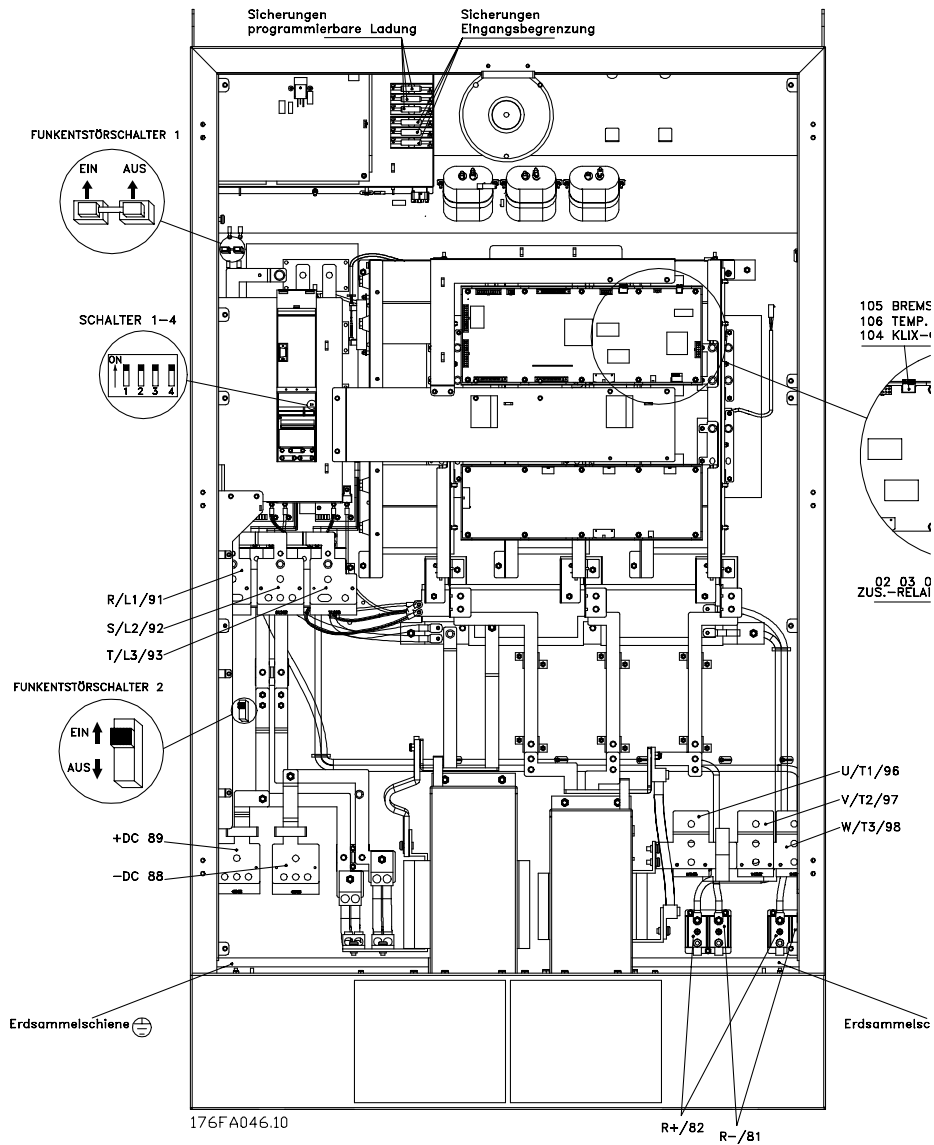 Sicherungen
programmierbare Ladung
Sicherungen
Eingangsbegrenzung
FUNKENTSTÖRSCHALTER 1
EIN AUS
SCHALTER 1-4
ON
1 2 3 4
105 BREMS
106 TEMP.
104 KLIX-
02 03 0
ZUS.-RELAI
R/L1/91
S/L2/92
T/L3/93
FUNKENTSTÖRSCHALTER 2
EIN
AUS
+DC 89
-DC 88
U/T1/96
V/T2/97
W/T3/98
Erdsammelschiene
Erdsammelsc
R+/82 R-/81
176FA046.10